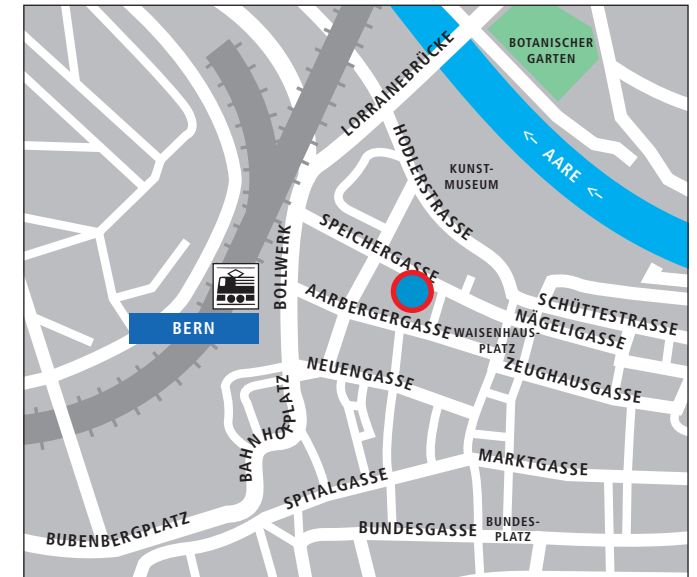 BOTANISCHER
GARTEN
LORRAINEBRÜCKE
<- AARE <-
HODLERSTRASSE
KUNST-
MUSEUM
SPEICHERGASSE
BOLLWERK
AARBERGERGASSE
SCHÜTTESTRASSE
NÄGELIGASSE
BERN
WAISENHAUS-
PLATZ
ZEUGHAUSGASSE
NEUENGASSE
BAHNHOFPLATZ
MARKTGASSE
SPITALGASSE
BUBENBERGPLATZ
BUNDESGASSE
BUNDES-
PLATZ